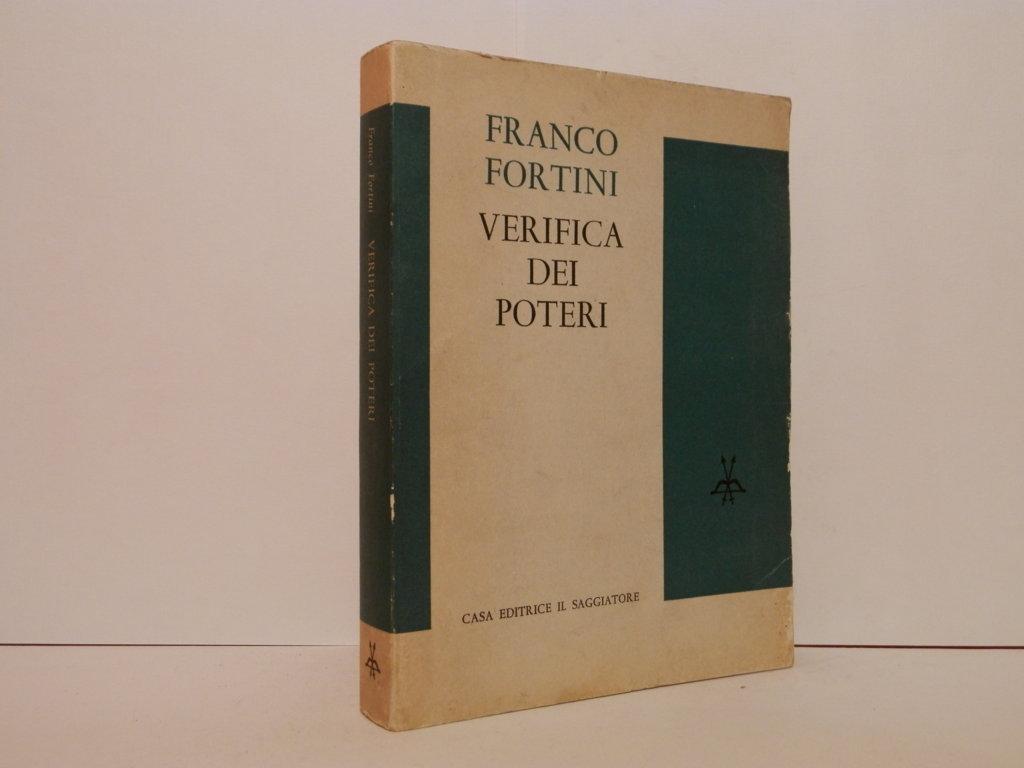 FRANCO
FORTINI
VERIFICA
DEI
POTERI
CASA EDITRICE IL SAGGIATORE
Franco Fortini VERIFICA DEI POTERI